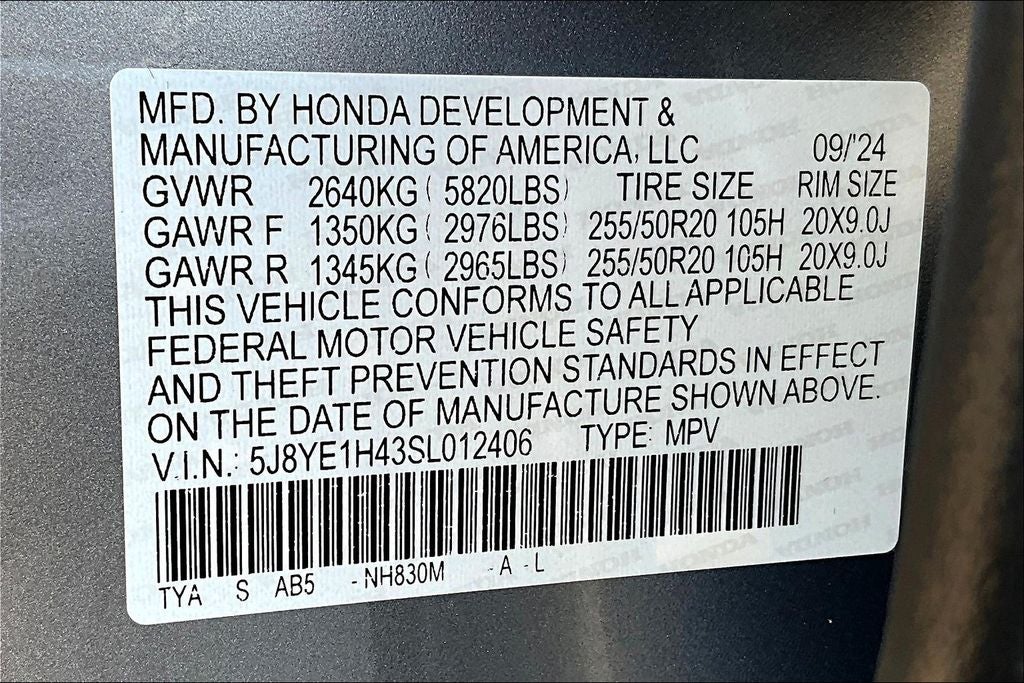 MFD. BY HONDA DEVELOPMENT &
MANUFACTURING OF AMERICA, LLC 09/'24
GVWR 2640KG ( 5820LBS) TIRE SIZE RIM SIZE
GAWR F 1350KG ( 2976LBS) 255/50R20 105H 20X9.0J
GAWR R 1345KG ( 2965LBS) 255/50R20 105H 20X9.0J
THIS VEHICLE CONFORMS TO ALL APPLICABLE
FEDERAL MOTOR VEHICLE SAFETY
AND THEFT PREVENTION STANDARDS IN EFFECT
ON THE DATE OF MANUFACTURE SHOWN ABOVE.
V.I.N.: 5J8YE1H43SL012406 TYPE: MPV
TYA S AB5 -NH830M -A -L